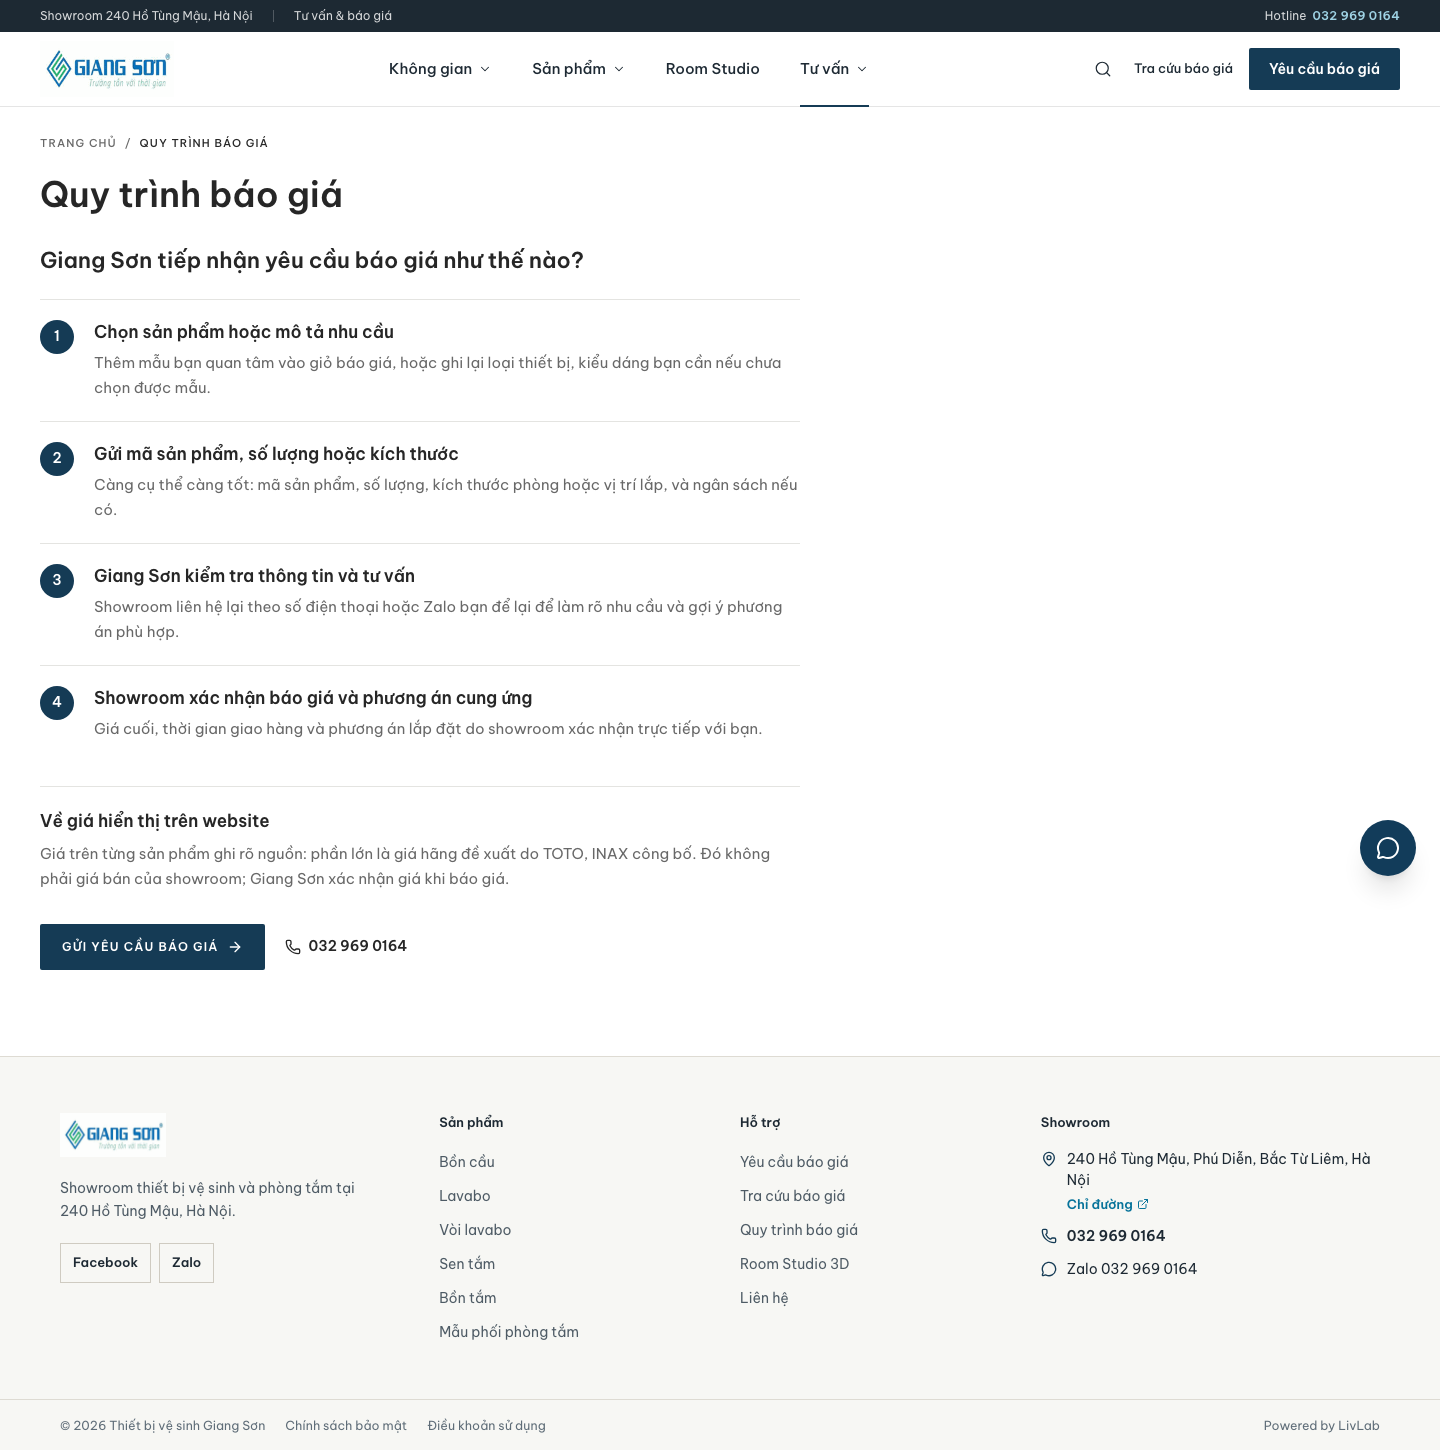 Showroom 240 Hồ Tùng Mậu, Hà Nội
Tư vấn & báo giá
Hotline 032 969 0164
GIANG SƠN®
Trường tồn với thời gian
Không gian
Sản phẩm
Room Studio
Tư vấn
Tra cứu báo giá
Yêu cầu báo giá
TRANG CHỦ / QUY TRÌNH BÁO GIÁ
Quy trình báo giá
Giang Sơn tiếp nhận yêu cầu báo giá như thế nào?
1
Chọn sản phẩm hoặc mô tả nhu cầu
Thêm mẫu bạn quan tâm vào giỏ báo giá, hoặc ghi lại loại thiết bị, kiểu dáng bạn cần nếu chưa
chọn được mẫu.
2
Gửi mã sản phẩm, số lượng hoặc kích thước
Càng cụ thể càng tốt: mã sản phẩm, số lượng, kích thước phòng hoặc vị trí lắp, và ngân sách nếu
có.
3
Giang Sơn kiểm tra thông tin và tư vấn
Showroom liên hệ lại theo số điện thoại hoặc Zalo bạn để lại để làm rõ nhu cầu và gợi ý phương
án phù hợp.
4
Showroom xác nhận báo giá và phương án cung ứng
Giá cuối, thời gian giao hàng và phương án lắp đặt do showroom xác nhận trực tiếp với bạn.
Về giá hiển thị trên website
Giá trên từng sản phẩm ghi rõ nguồn: phần lớn là giá hãng đề xuất do TOTO, INAX công bố. Đó không
phải giá bán của showroom; Giang Sơn xác nhận giá khi báo giá.
GỬI YÊU CẦU BÁO GIÁ
032 969 0164
GIANG SƠN®
Trường tồn với thời gian
Showroom thiết bị vệ sinh và phòng tắm tại
240 Hồ Tùng Mậu, Hà Nội.
Facebook
Zalo
Sản phẩm
Bồn cầu
Lavabo
Vòi lavabo
Sen tắm
Bồn tắm
Mẫu phối phòng tắm
Hỗ trợ
Yêu cầu báo giá
Tra cứu báo giá
Quy trình báo giá
Room Studio 3D
Liên hệ
Showroom
240 Hồ Tùng Mậu, Phú Diễn, Bắc Từ Liêm, Hà
Nội
Chỉ đường
032 969 0164
Zalo 032 969 0164
© 2026 Thiết bị vệ sinh Giang Sơn
Chính sách bảo mật
Điều khoản sử dụng
Powered by LivLab